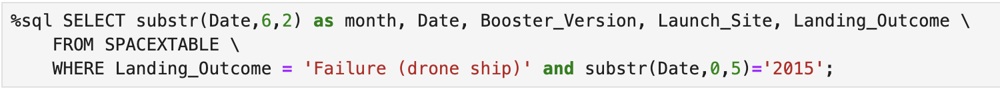 %sql SELECT substr(Date,6,2) as month, Date, Booster_Version, Launch_Site, Landing_Outcome \
FROM SPACEXTABLE \
WHERE Landing_Outcome = 'Failure (drone ship)' and substr(Date,0,5)='2015';